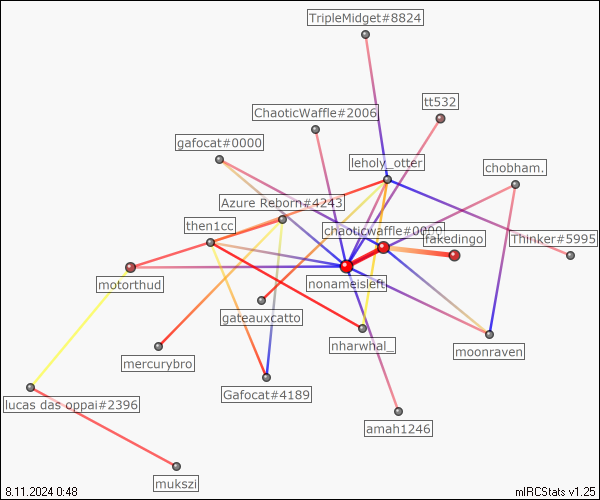 TripleMidget#8824
tt532
ChaoticWaffle#2006
gafocat#0000
leholy_otter
chobham.
Azure Reborn#4243
then1cc
chaoticwaffle#0000
fakedingo
Thinker#5995
motorthud
nonameisleft
gateauxcatto
nharwhal_
moonraven
mercurybro
Gafocat#4189
lucas das oppai#2396
amah1246
mukszi
8.11.2024 0:48
mIRCStats v1.25